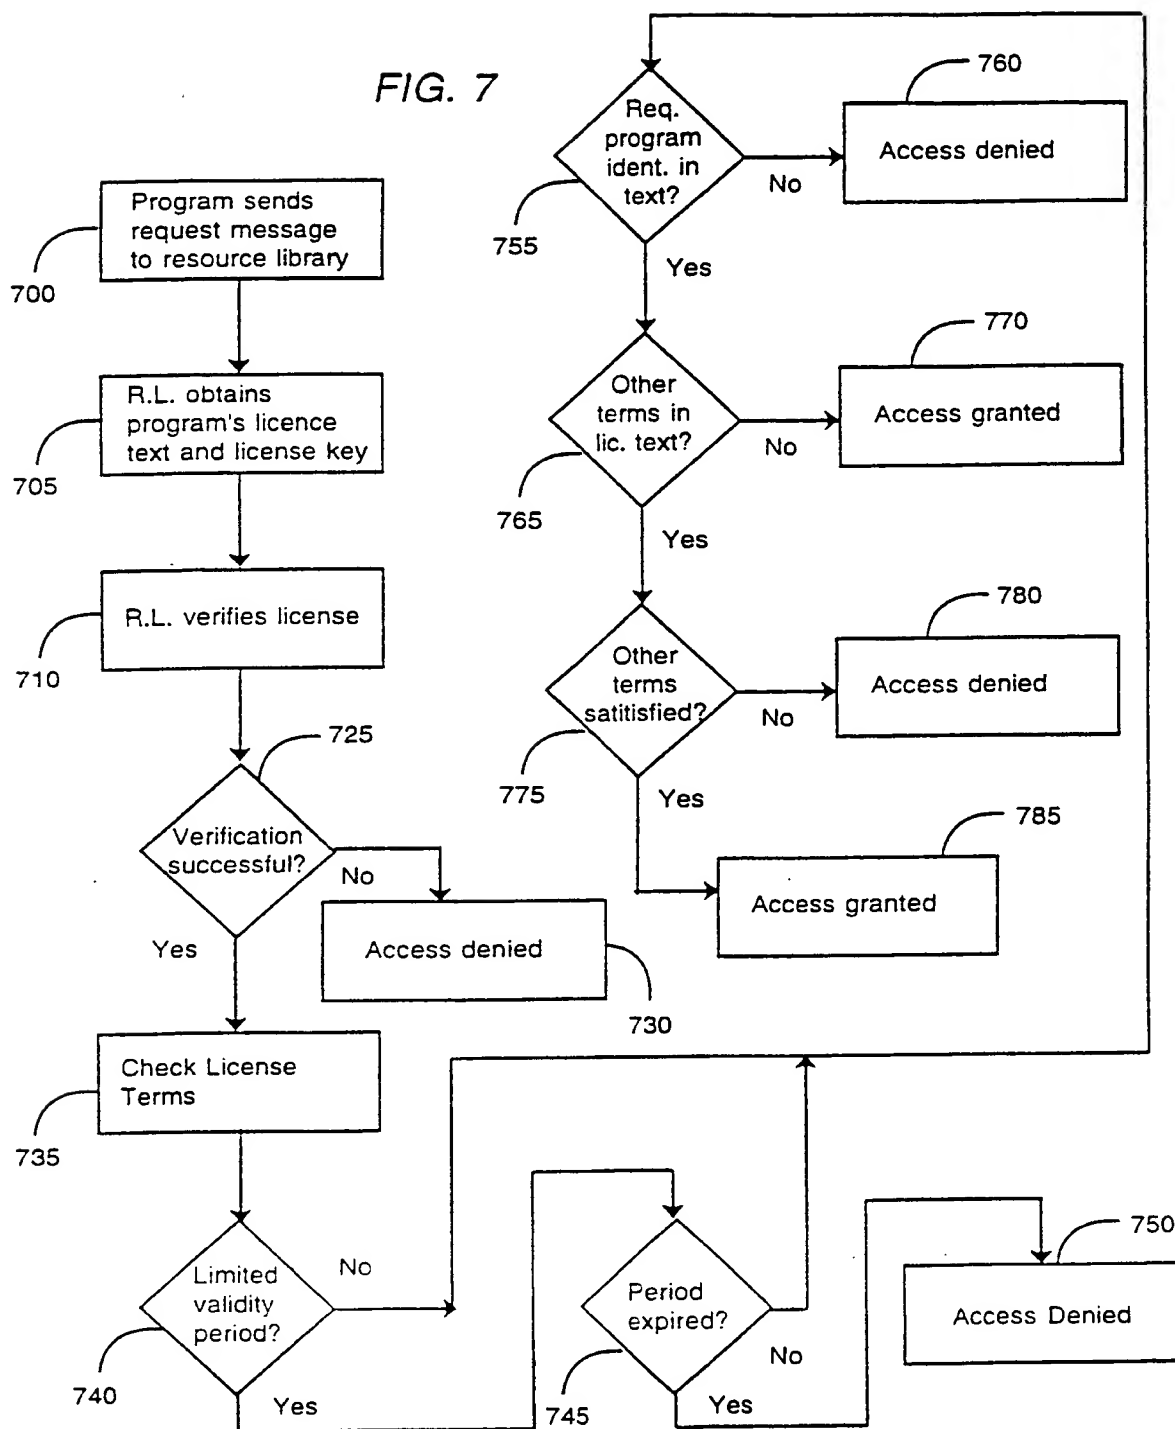 FIG. 7
Program sends
request message
to resource library
700
R.L. obtains
program's licence
text and license key
705
R.L. verifies license
710
725
Verification
successful?
No
Yes
Access denied
730
Check License
Terms
735
Limited
validity
period?
No
740
Yes
Period
expired?
No
745
Yes
750
Access Denied
Req.
program
ident. in
text?
755
No
Yes
760
Access denied
Other
terms in
lic. text?
765
No
Yes
770
Access granted
Other
terms
satitisfied?
775
No
Yes
780
Access denied
785
Access granted